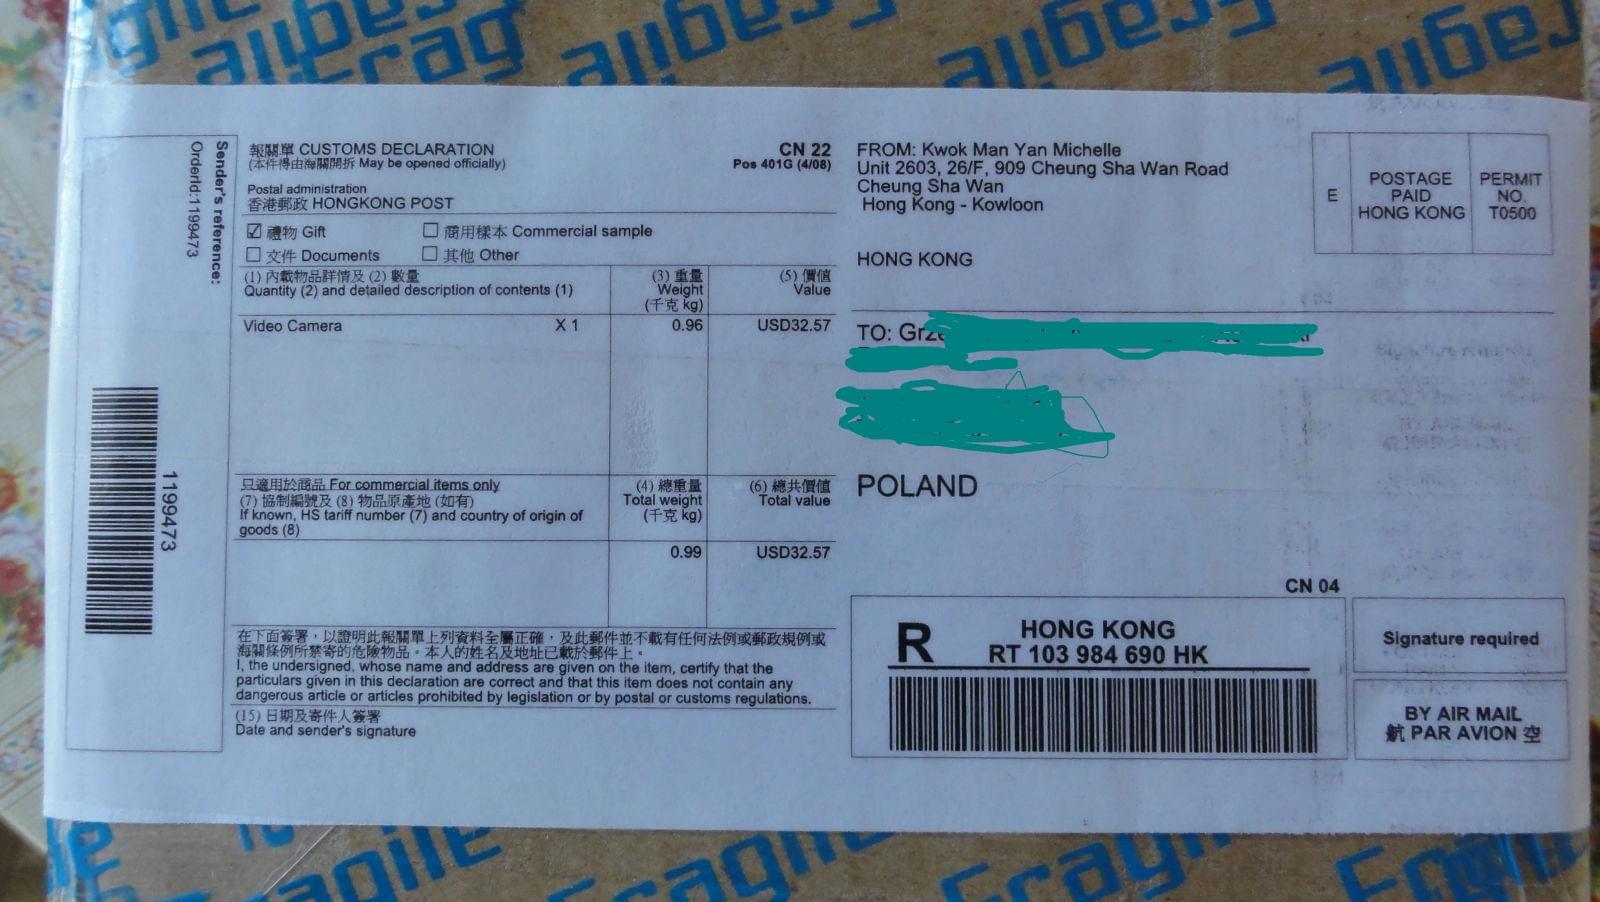 Fragile
Fragile
Fragile
Fragile
Sender's reference:
OrderId:1199473
1199473
報關單 CUSTOMS DECLARATION
(本件得由海關開拆 May be opened officially)
CN 22
Pos 401G (4/08)
Postal administration
香港郵政 HONGKONG POST
禮物 Gift
商用樣本 Commercial sample
文件 Documents
其他 Other
(1) 內載物品詳情及 (2) 數量
Quantity (2) and detailed description of contents (1)
(3) 重量
Weight
(千克 kg)
(5) 價值
Value
Video Camera X 1 0.96 USD32.57
只適用於商品 For commercial items only
(7) 協制編號及 (8) 物品原產地 (如有)
If known, HS tariff number (7) and country of origin of
goods (8)
(4) 總重量
Total weight
(千克 kg)
(6) 總共價值
Total value
0.99 USD32.57
在下面簽署，以證明此報關單上列資料全屬正確，及此郵件並不載有任何法例或郵政規例或
海關條例所禁寄的危險物品。本人的姓名及地址已載於郵件上。
I, the undersigned, whose name and address are given on the item, certify that the
particulars given in this declaration are correct and that this item does not contain any
dangerous article or articles prohibited by legislation or by postal or customs regulations.
(15) 日期及寄件人簽署
Date and sender's signature
FROM: Kwok Man Yan Michelle
Unit 2603, 26/F, 909 Cheung Sha Wan Road
Cheung Sha Wan
Hong Kong - Kowloon
HONG KONG
E
POSTAGE
PAID
HONG KONG
PERMIT
NO.
T0500
TO:
POLAND
CN 04
R
HONG KONG
RT 103 984 690 HK
Signature required
BY AIR MAIL
航 PAR AVION 空
Fragile
Fragile
Fragile